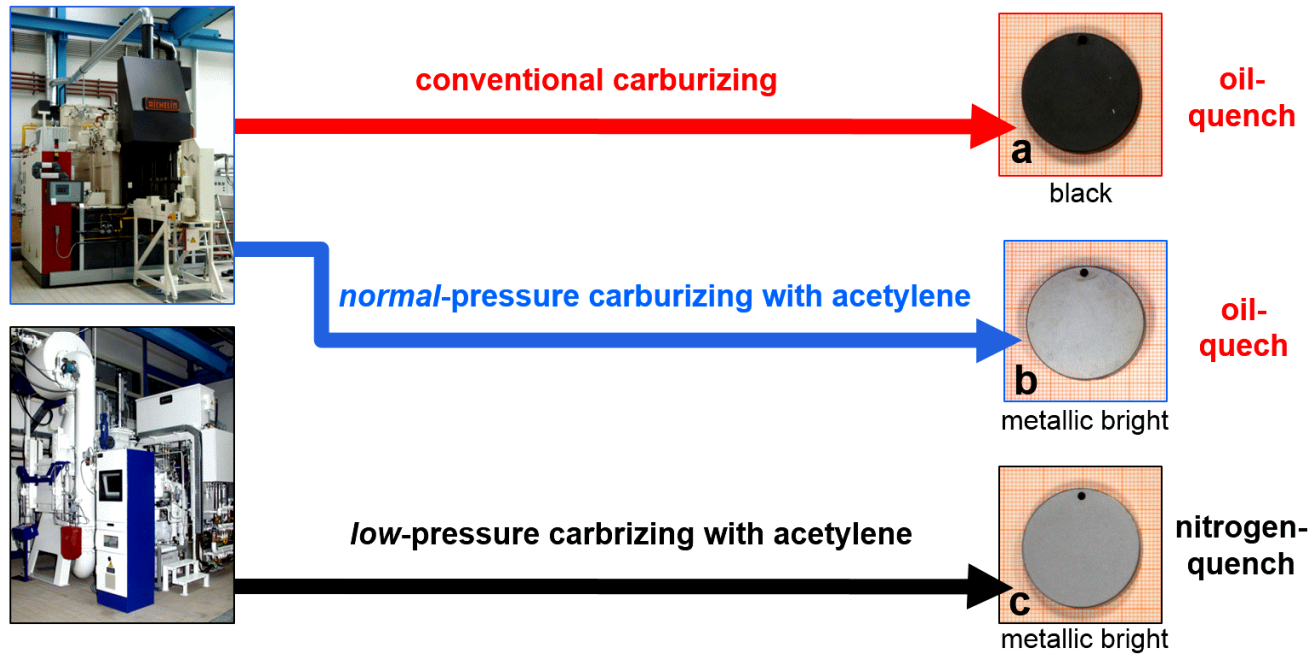 AICHELIN
conventional carburizing
a
black
oil-
quench
normal-pressure carburizing with acetylene
b
metallic bright
oil-
quech
low-pressure carbrizing with acetylene
c
metallic bright
nitrogen-
quench